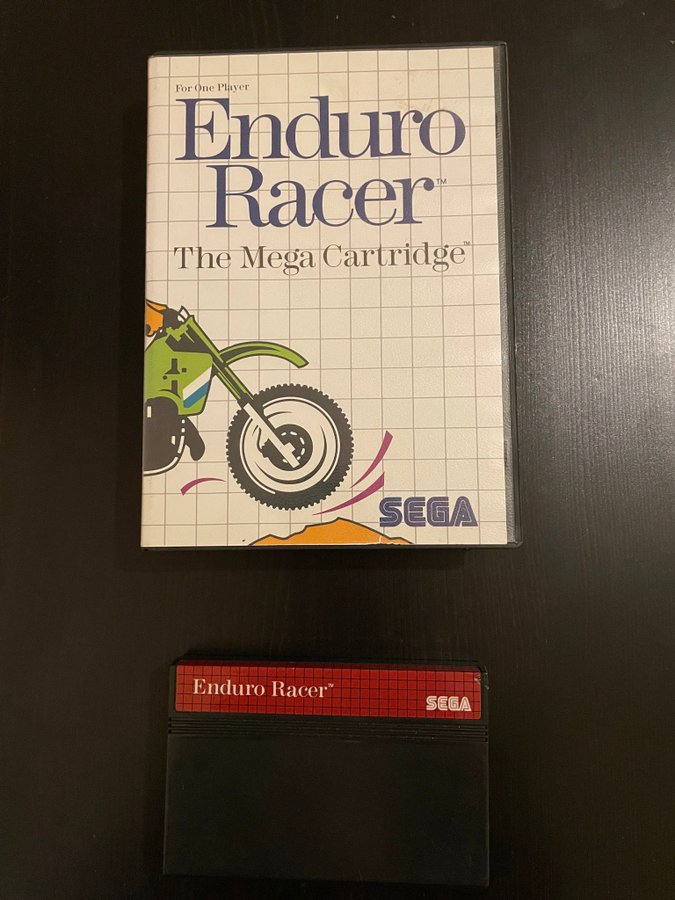 For One Player
Enduro
Racer™
The Mega Cartridge™
SEGA
Enduro Racer™
SEGA